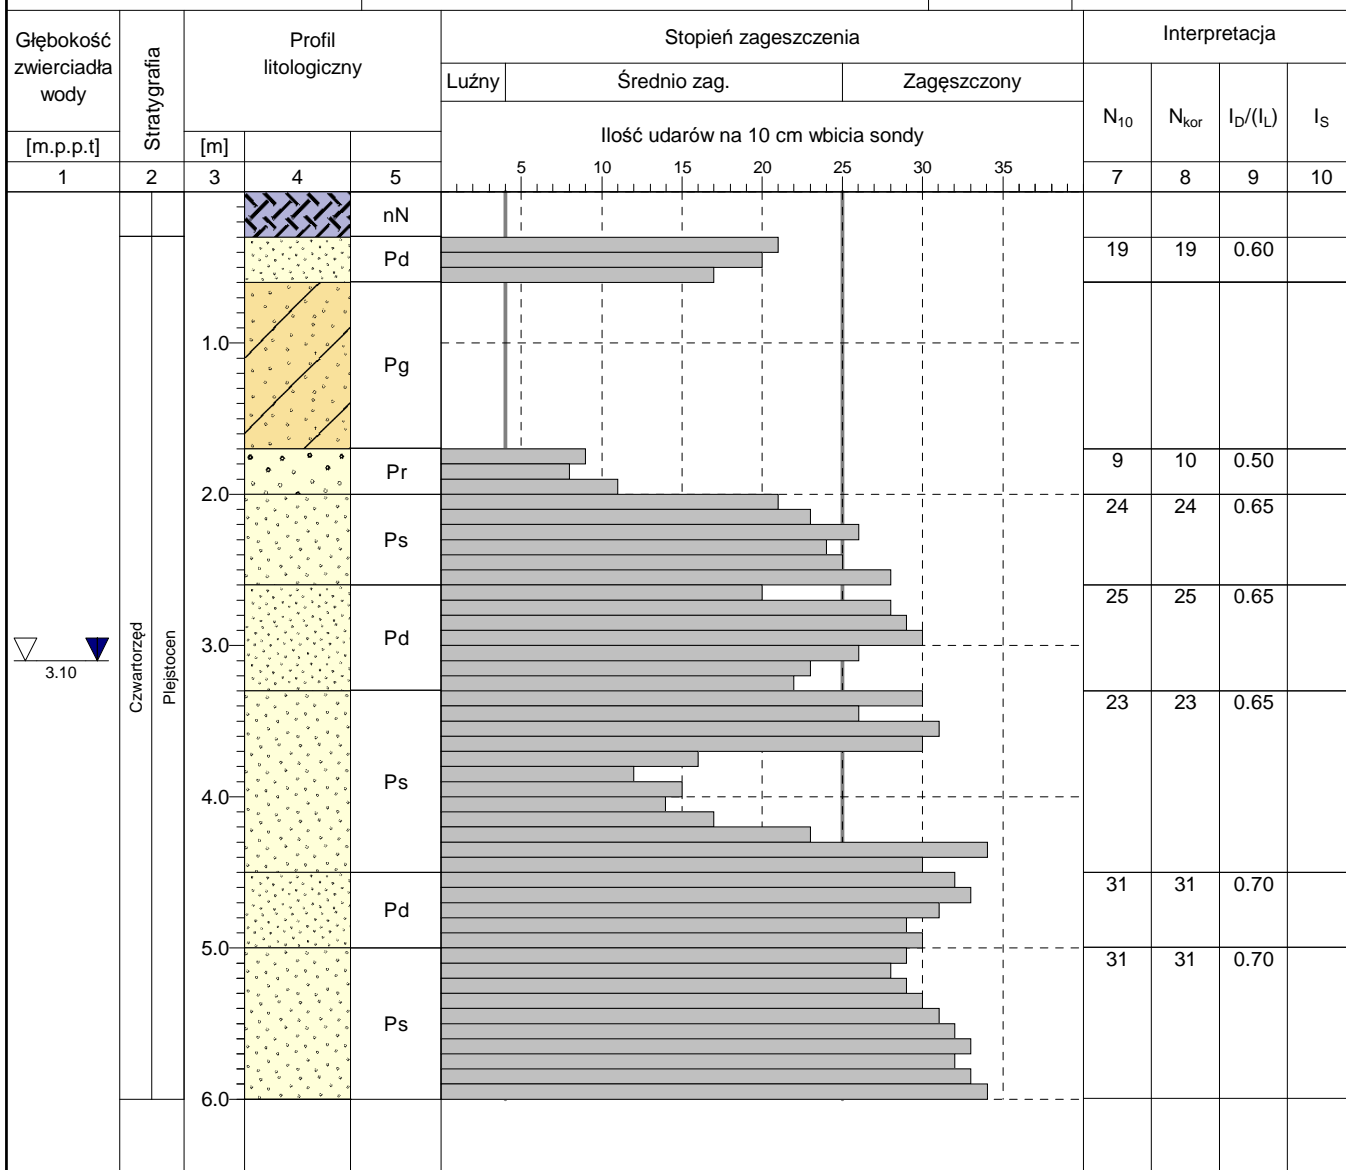 Głębokość
zwierciadła
wody
[m.p.p.t]
Stratygrafia
Profil
litologiczny
[m]
Stopień zageszczenia
Luźny
Średnio zag.
Zagęszczony
Ilość udarów na 10 cm wbicia sondy
5 10 15 20 25 30 35
Interpretacja
N10 Nkor ID/(IL) IS
1 2 3 4 5 7 8 9 10
nN
Pd 19 19 0.60
1.0
Pg
Pr 9 10 0.50
2.0
Ps 24 24 0.65
Pd 25 25 0.65
3.0
3.10
Czwartorzęd
Plejstocen
Ps 23 23 0.65
4.0
Pd 31 31 0.70
5.0
Ps 31 31 0.70
6.0